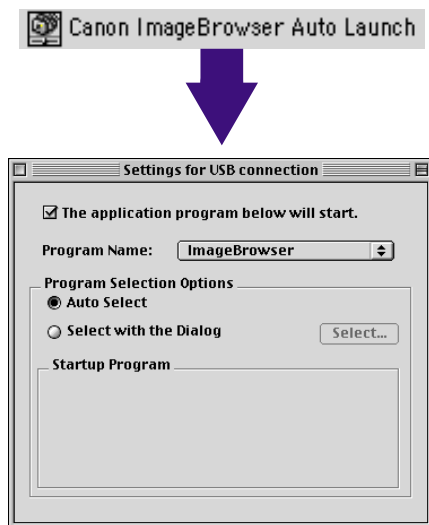 Canon ImageBrowser Auto Launch
Settings for USB connection
The application program below will start.
Program Name: ImageBrowser
Program Selection Options
Auto Select
Select with the Dialog Select...
Startup Program